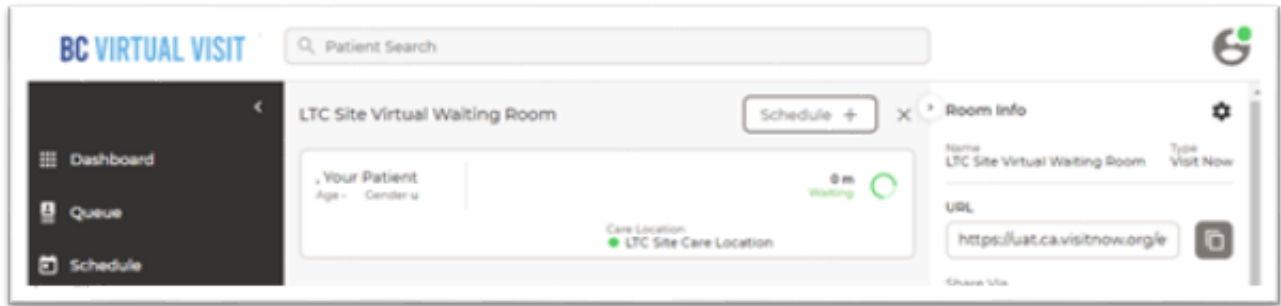 BC VIRTUAL VISIT
Patient Search
Dashboard
Queue
Schedule
LTC Site Virtual Waiting Room
Schedule +
, Your Patient
Age - Gender u
0 m
Waiting
Care Location
LTC Site Care Location
Room Info
Name
LTC Site Virtual Waiting Room
Type
Visit Now
URL
https://uat.ca.visitnow.org/e
Share Via